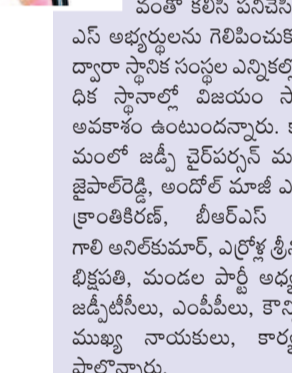 వంతో కలిసి పనిచేసి
ఎస్ అభ్యర్థులను గెలిపించుకొ
ద్వారా స్థానిక సంస్థల ఎన్నికల్లో
ధిక స్థానాల్లో విజయం సా
అవకాశం ఉంటుందన్నారు. క
మంలో జడ్పీ చైర్‌పర్సన్ మ
జైపాల్‌రెడ్డి, అందోల్ మాజీ ఎ
క్రాంతికిరణ్, బీఆర్ఎస్
గాలి అనిల్‌కుమార్, ఎర్రోళ్ల శ్రీన
భిక్షపతి, మండల పార్టీ అధ్య
జడ్పీటీసీలు, ఎంపీపీలు, కౌన్సి
ముఖ్య నాయకులు, కార్య
పాల్గొన్నారు.